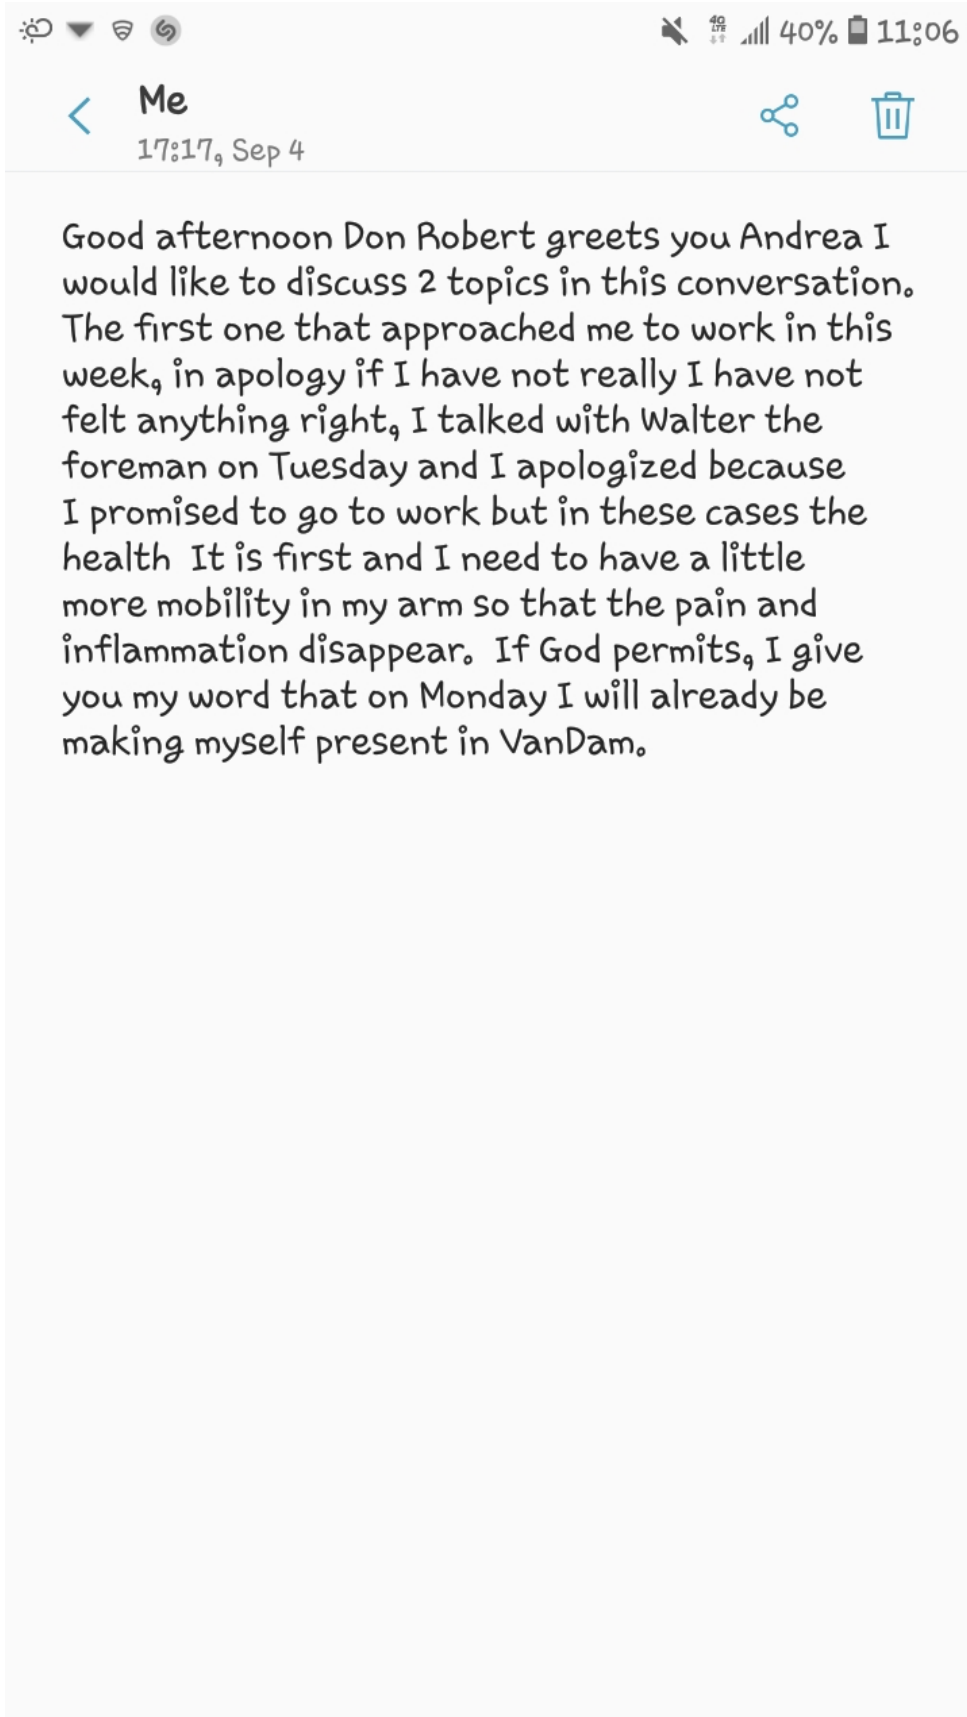 40% 11:06
Me
17:17, Sep 4
Good afternoon Don Robert greets you Andrea I
would like to discuss 2 topics in this conversation.
The first one that approached me to work in this
week, in apology if I have not really I have not
felt anything right, I talked with Walter the
foreman on Tuesday and I apologized because
I promised to go to work but in these cases the
health  It is first and I need to have a little
more mobility in my arm so that the pain and
inflammation disappear.  If God permits, I give
you my word that on Monday I will already be
making myself present in VanDam.